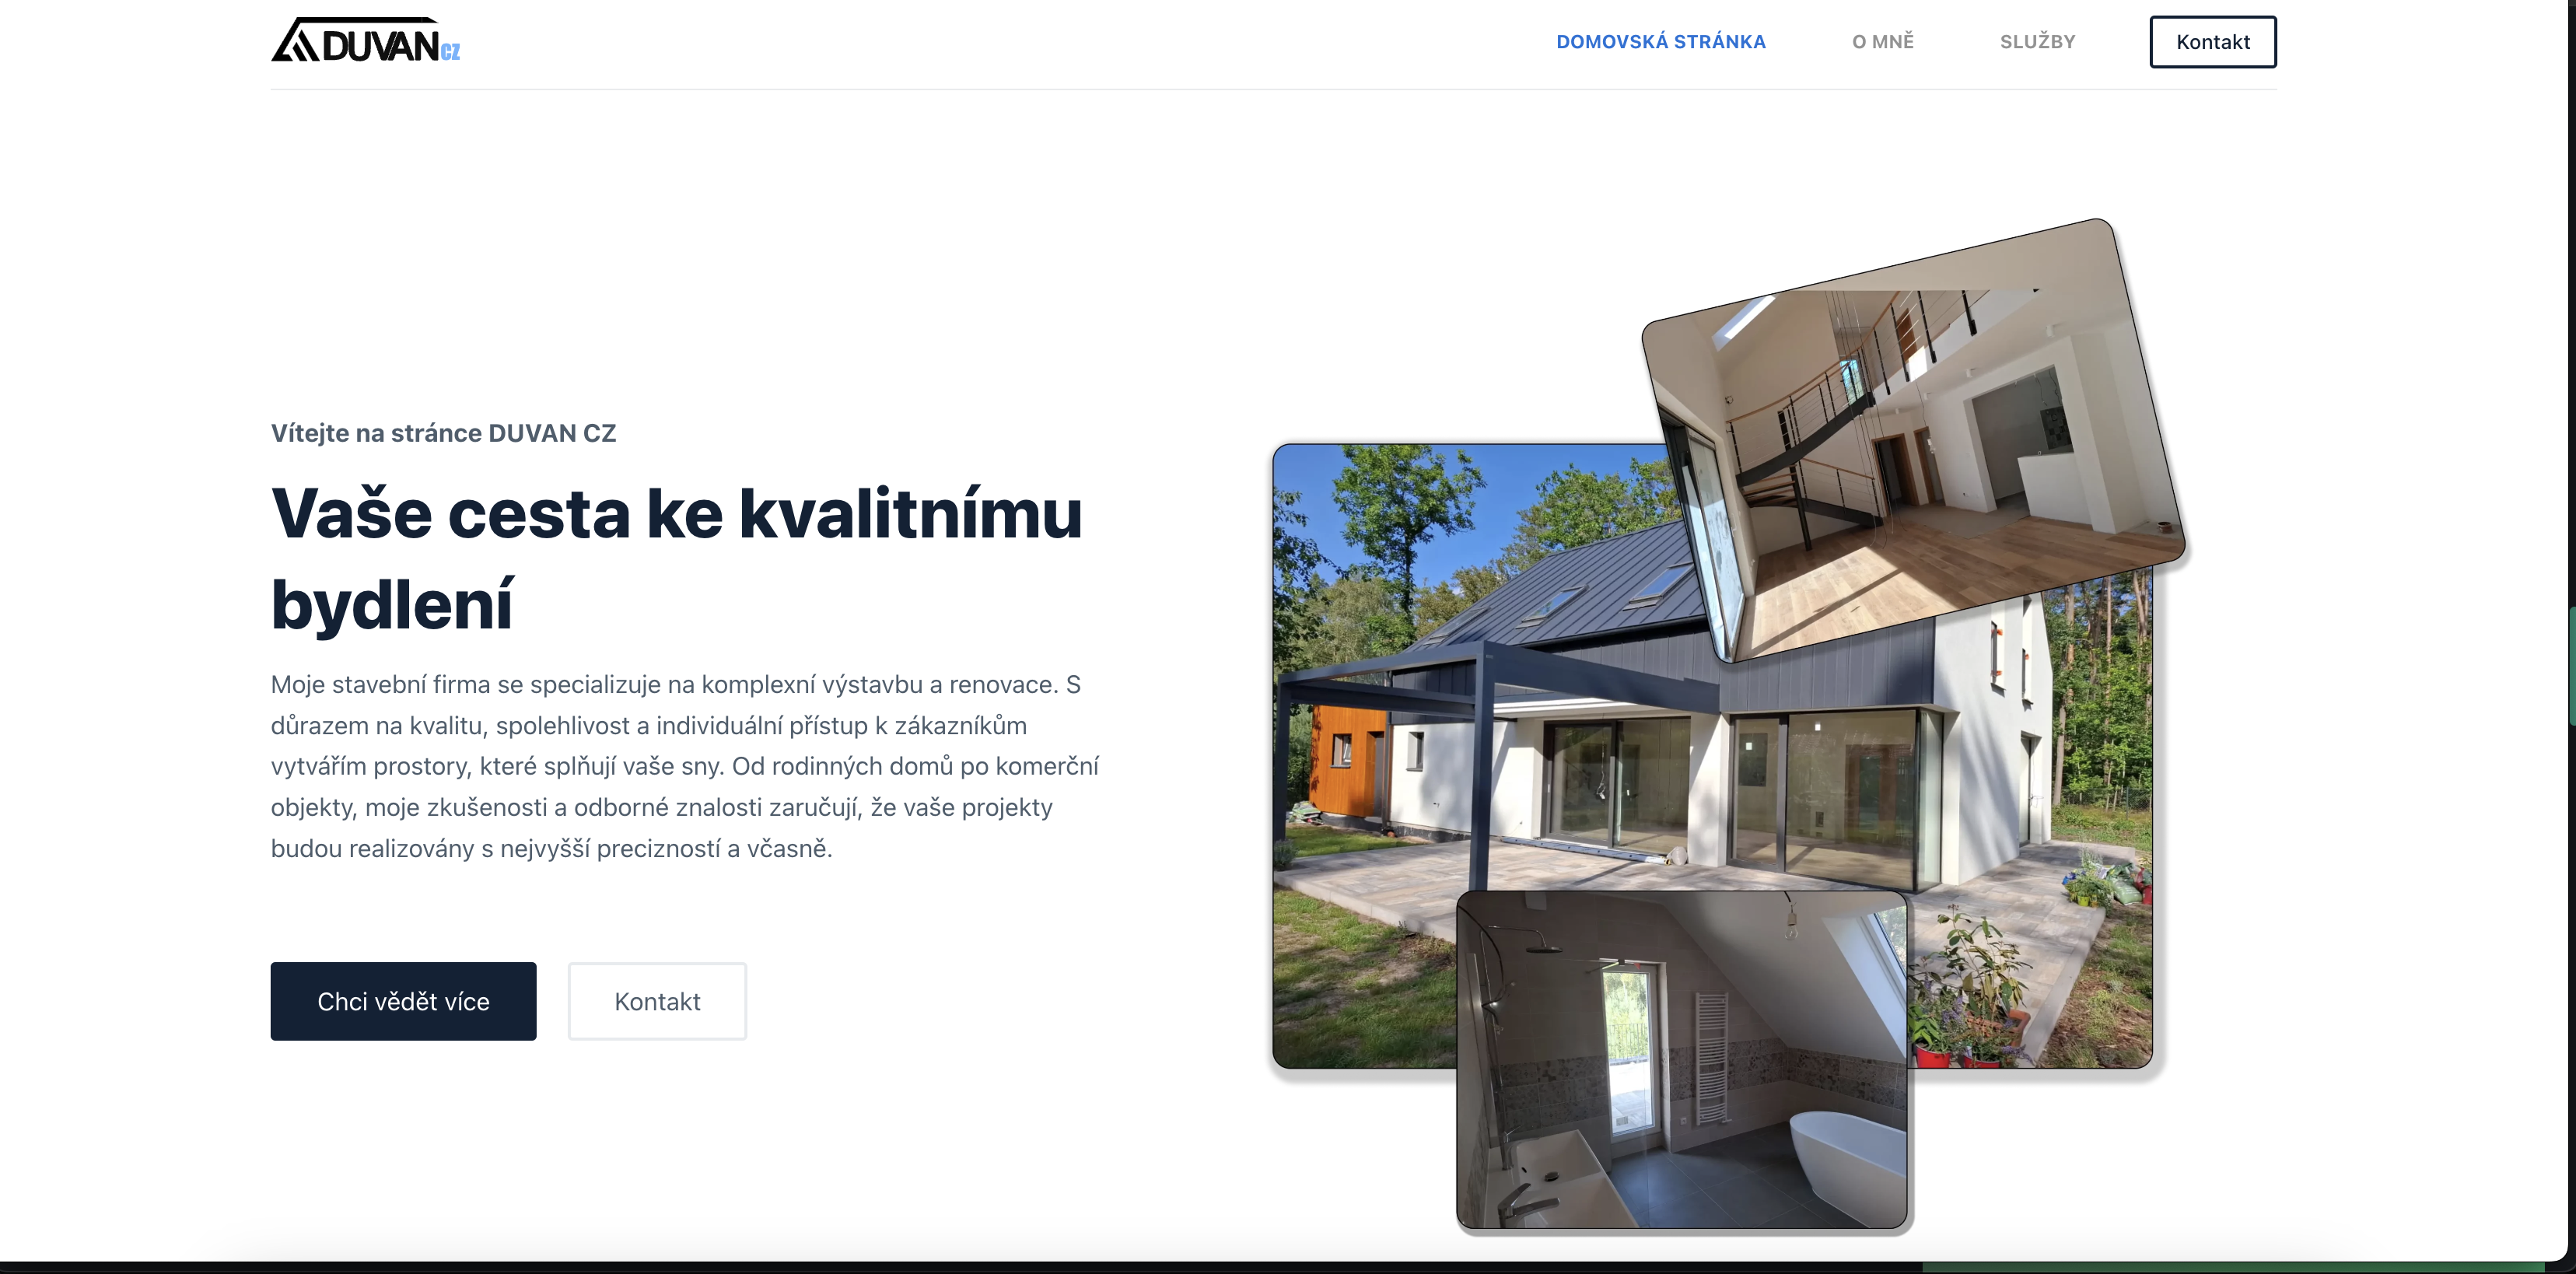 DUVAN CZ
DOMOVSKÁ STRÁNKA
O MNĚ
SLUŽBY
Kontakt
Vítejte na stránce DUVAN CZ
Vaše cesta ke kvalitnímu
bydlení
Moje stavební firma se specializuje na komplexní výstavbu a renovace. S
důrazem na kvalitu, spolehlivost a individuální přístup k zákazníkům
vytvářím prostory, které splňují vaše sny. Od rodinných domů po komerční
objekty, moje zkušenosti a odborné znalosti zaručují, že vaše projekty
budou realizovány s nejvyšší precizností a včasně.
Chci vědět více
Kontakt